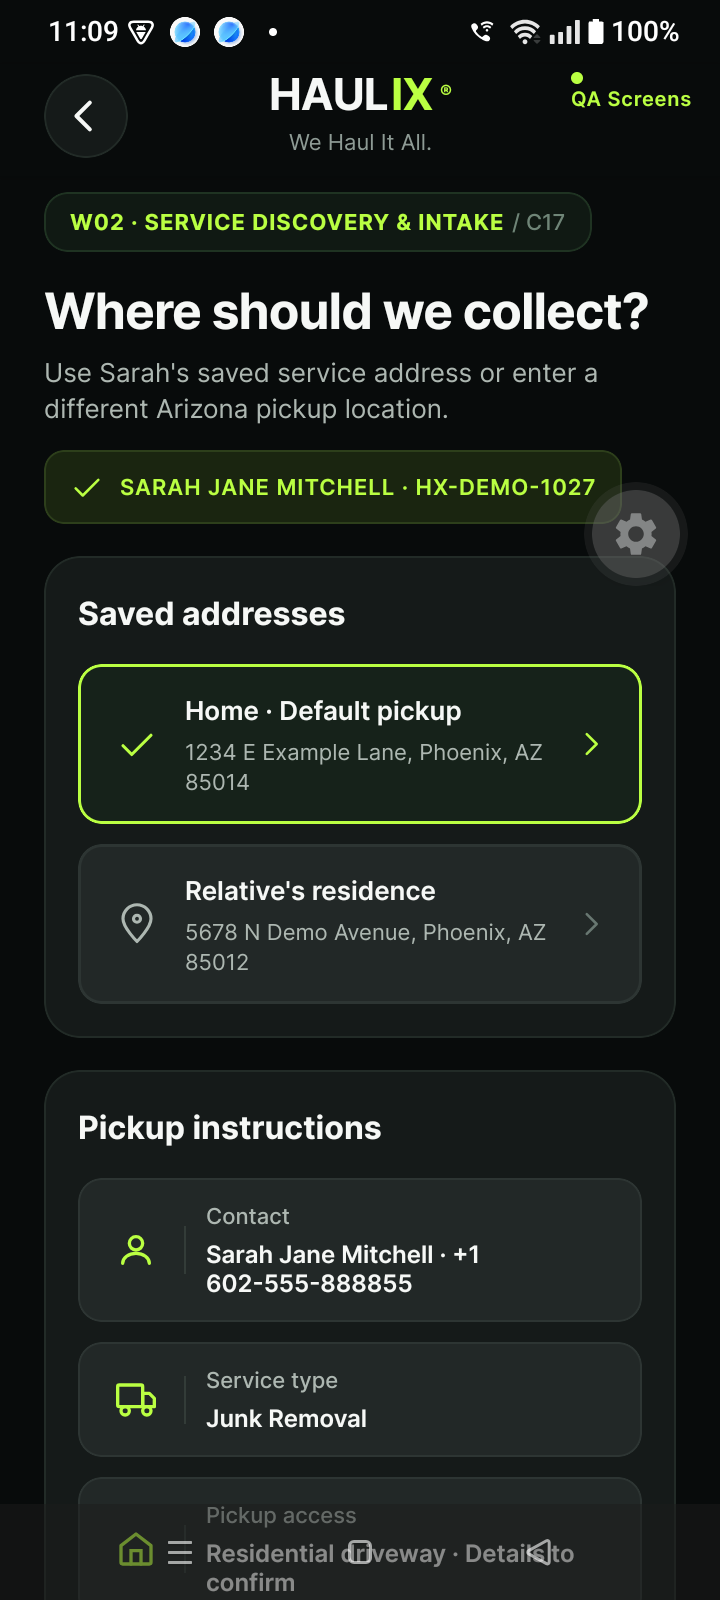 11:09
100%
HAULIX ®
We Haul It All.
QA Screens
W02 · SERVICE DISCOVERY & INTAKE / C17
Where should we collect?
Use Sarah's saved service address or enter a
different Arizona pickup location.
SARAH JANE MITCHELL · HX-DEMO-1027
Saved addresses
Home · Default pickup
1234 E Example Lane, Phoenix, AZ
85014
Relative's residence
5678 N Demo Avenue, Phoenix, AZ
85012
Pickup instructions
Contact
Sarah Jane Mitchell · +1
602-555-888855
Service type
Junk Removal
Pickup access
Residential driveway · Details to
confirm